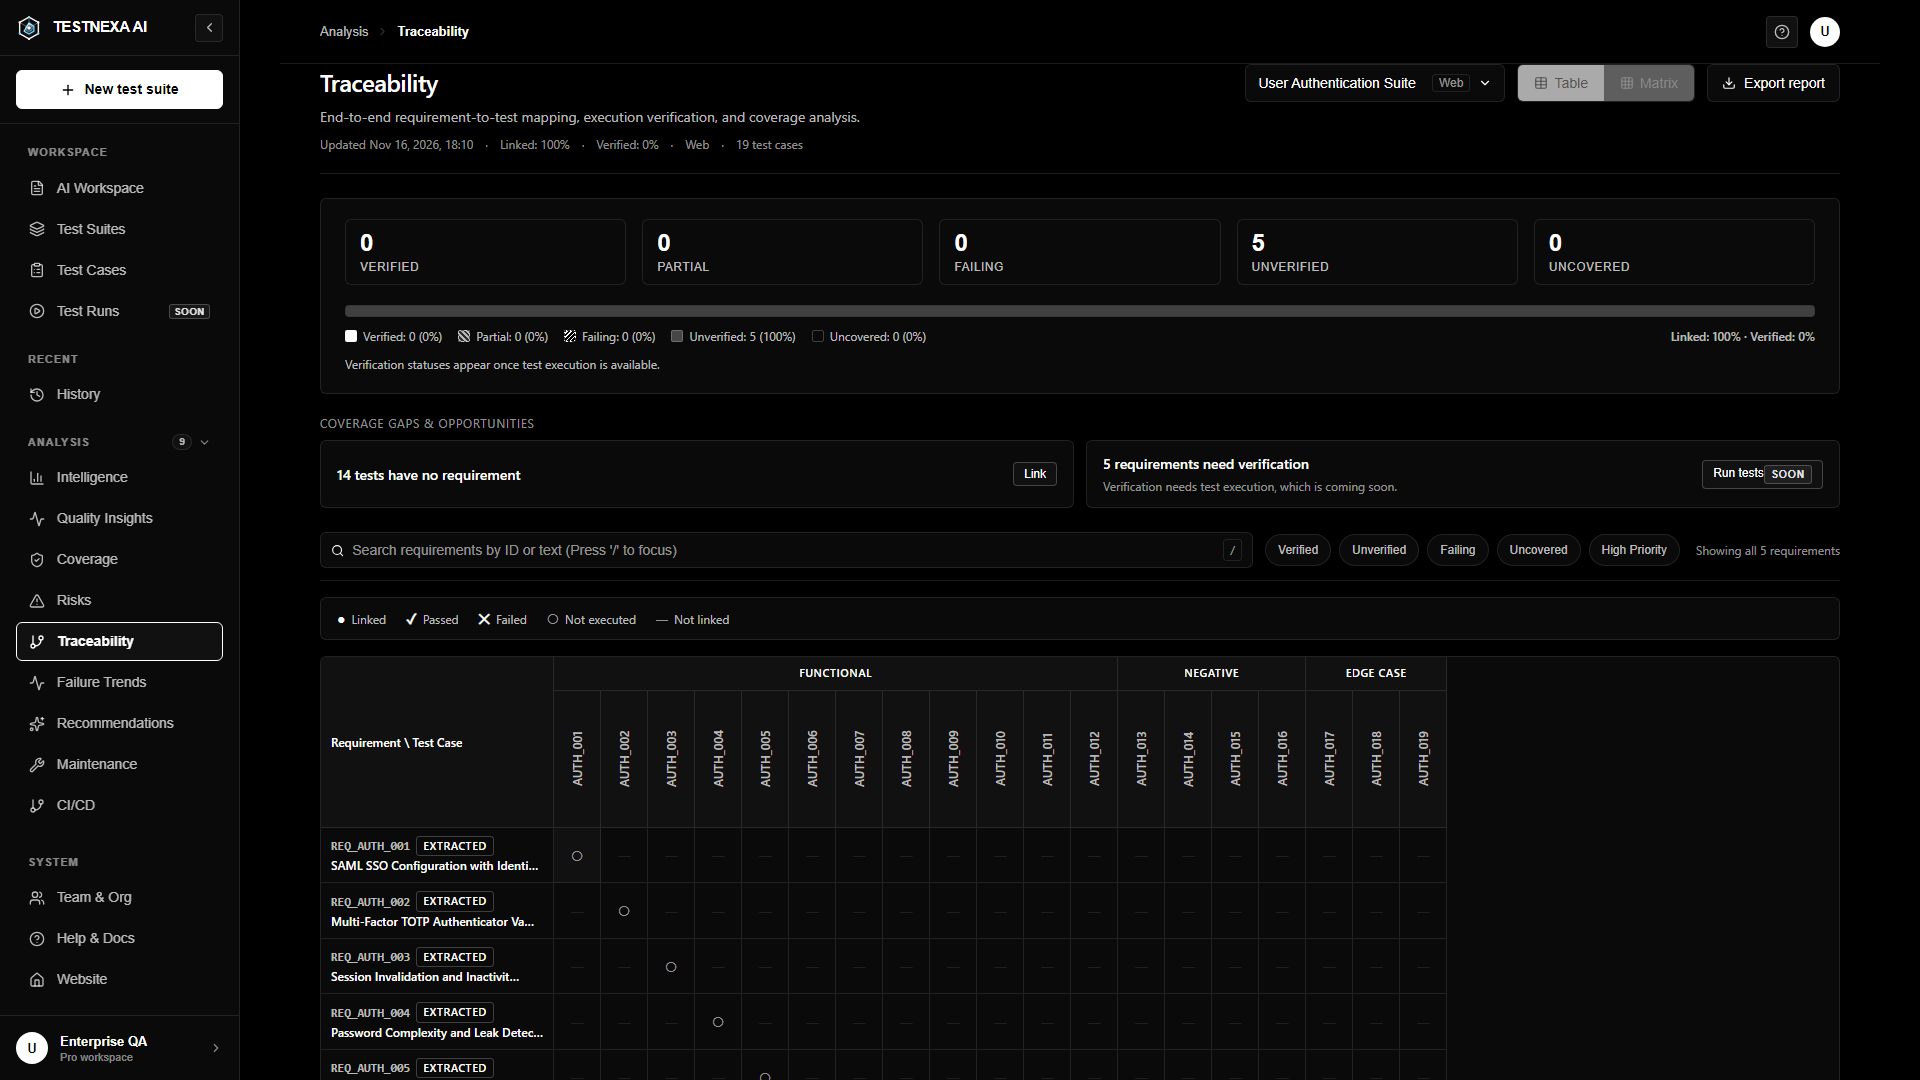 TESTNEXA AI
New test suite
WORKSPACE
AI Workspace
Test Suites
Test Cases
Test Runs SOON
RECENT
History
ANALYSIS 9
Intelligence
Quality Insights
Coverage
Risks
Traceability
Failure Trends
Recommendations
Maintenance
CI/CD
SYSTEM
Team & Org
Help & Docs
Website
U Enterprise QA
Pro workspace
Analysis Traceability
U
Traceability
User Authentication Suite Web
Table Matrix
Export report
End-to-end requirement-to-test mapping, execution verification, and coverage analysis.
Updated Nov 16, 2026, 18:10 · Linked: 100% · Verified: 0% · Web · 19 test cases
0
VERIFIED
0
PARTIAL
0
FAILING
5
UNVERIFIED
0
UNCOVERED
Verified: 0 (0%) Partial: 0 (0%) Failing: 0 (0%) Unverified: 5 (100%) Uncovered: 0 (0%)
Linked: 100% · Verified: 0%
Verification statuses appear once test execution is available.
COVERAGE GAPS & OPPORTUNITIES
14 tests have no requirement
Link
5 requirements need verification
Verification needs test execution, which is coming soon.
Run tests SOON
Search requirements by ID or text (Press '/' to focus) /
Verified Unverified Failing Uncovered High Priority
Showing all 5 requirements
Linked Passed Failed Not executed — Not linked
Requirement \ Test Case
FUNCTIONAL NEGATIVE EDGE CASE
AUTH_001
AUTH_002
AUTH_003
AUTH_004
AUTH_005
AUTH_006
AUTH_007
AUTH_008
AUTH_009
AUTH_010
AUTH_011
AUTH_012
AUTH_013
AUTH_014
AUTH_015
AUTH_016
AUTH_017
AUTH_018
AUTH_019
REQ_AUTH_001 EXTRACTED
SAML SSO Configuration with Identi...
REQ_AUTH_002 EXTRACTED
Multi-Factor TOTP Authenticator Va...
REQ_AUTH_003 EXTRACTED
Session Invalidation and Inactivit...
REQ_AUTH_004 EXTRACTED
Password Complexity and Leak Detec...
REQ_AUTH_005 EXTRACTED